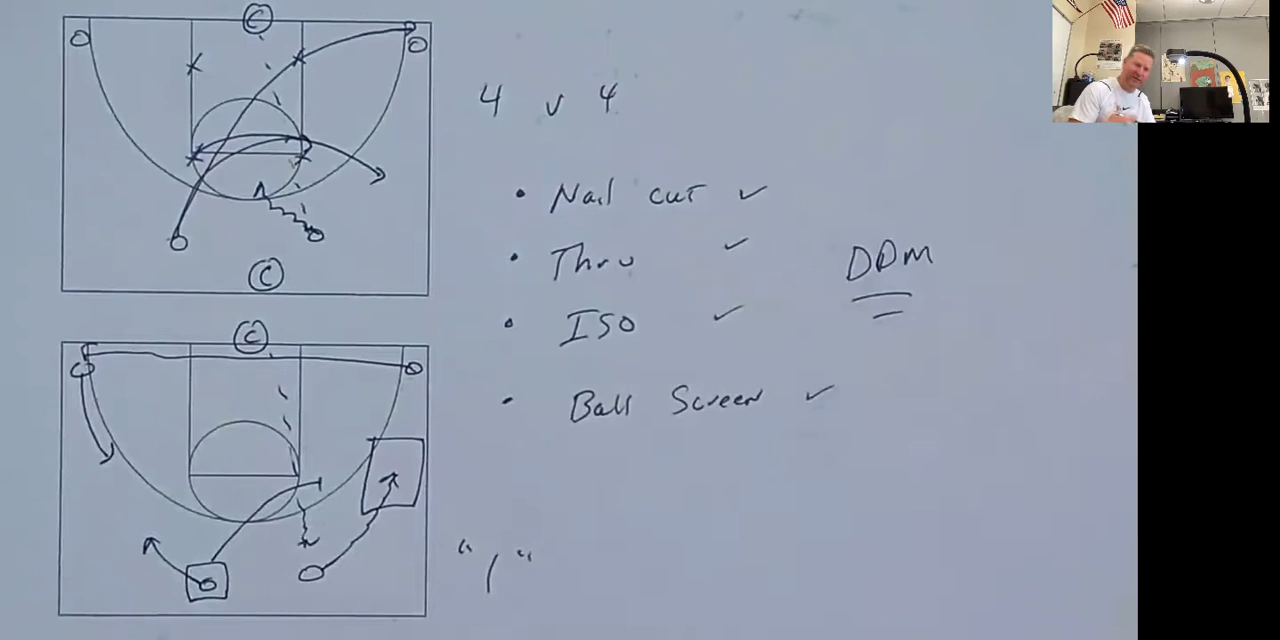 C
4 v 4
• Nail cut ✓
• Thru ✓
DDM
• ISO ✓
C
C
• Ball Screen ✓
"1"